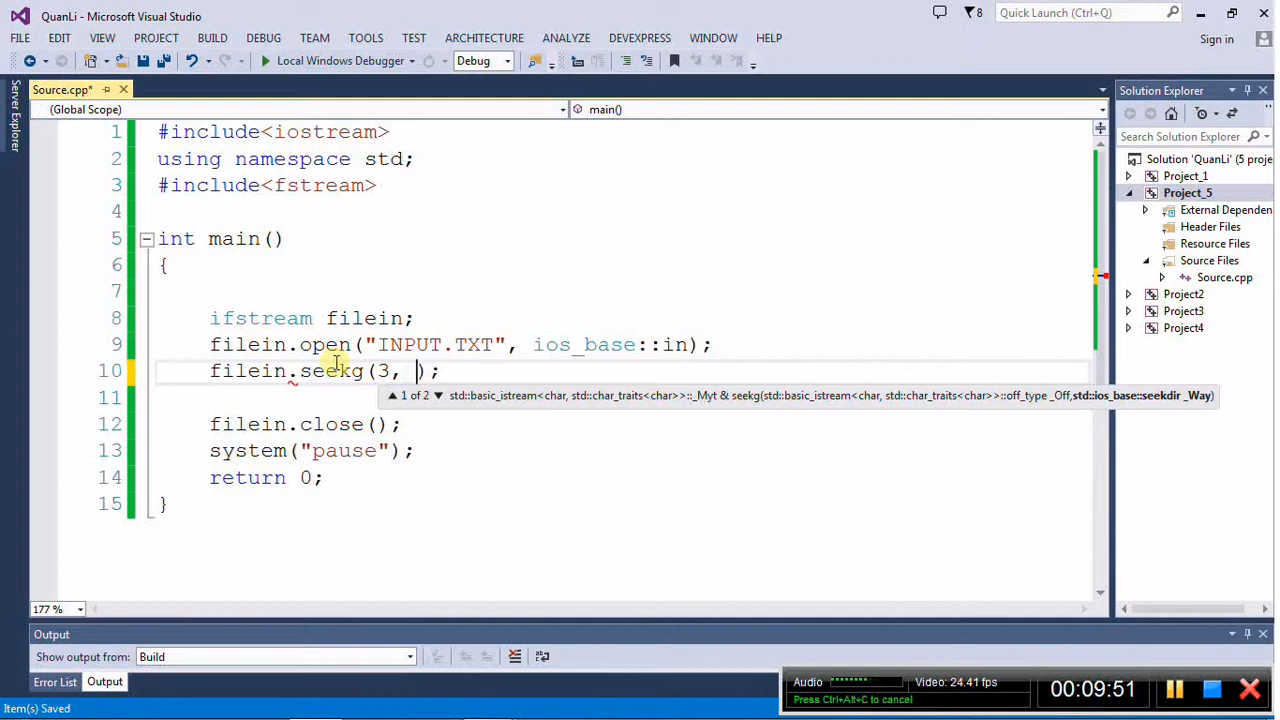 QuanLi - Microsoft Visual Studio
8
Quick Launch (Ctrl+Q)
FILE EDIT VIEW PROJECT BUILD DEBUG TEAM TOOLS TEST ARCHITECTURE ANALYZE DEVEXPRESS WINDOW HELP
Sign in
Local Windows Debugger
Debug
Server Explorer
Source.cpp*
(Global Scope)
main()
1 #include<iostream>
2 using namespace std;
3 #include<fstream>
4
5 int main()
6 {
7
8 ifstream filein;
9 filein.open("INPUT.TXT", ios_base::in);
10 filein.seekg(3, );
1 of 2 std::basic_istream<char, std::char_traits<char>>::_Myt & seekg(std::basic_istream<char, std::char_traits<char>>::off_type _Off,std::ios_base::seekdir _Way)
11
12 filein.close();
13 system("pause");
14 return 0;
15 }
177 %
Solution Explorer
Search Solution Explorer
Solution 'QuanLi' (5 proje
Project_1
Project_5
External Dependen
Header Files
Resource Files
Source Files
Source.cpp
Project2
Project3
Project4
Output
Show output from: Build
Error List Output
Item(s) Saved
Audio
Video: 24.41 fps
Press Ctrl+Alt+C to cancel
00:09:51